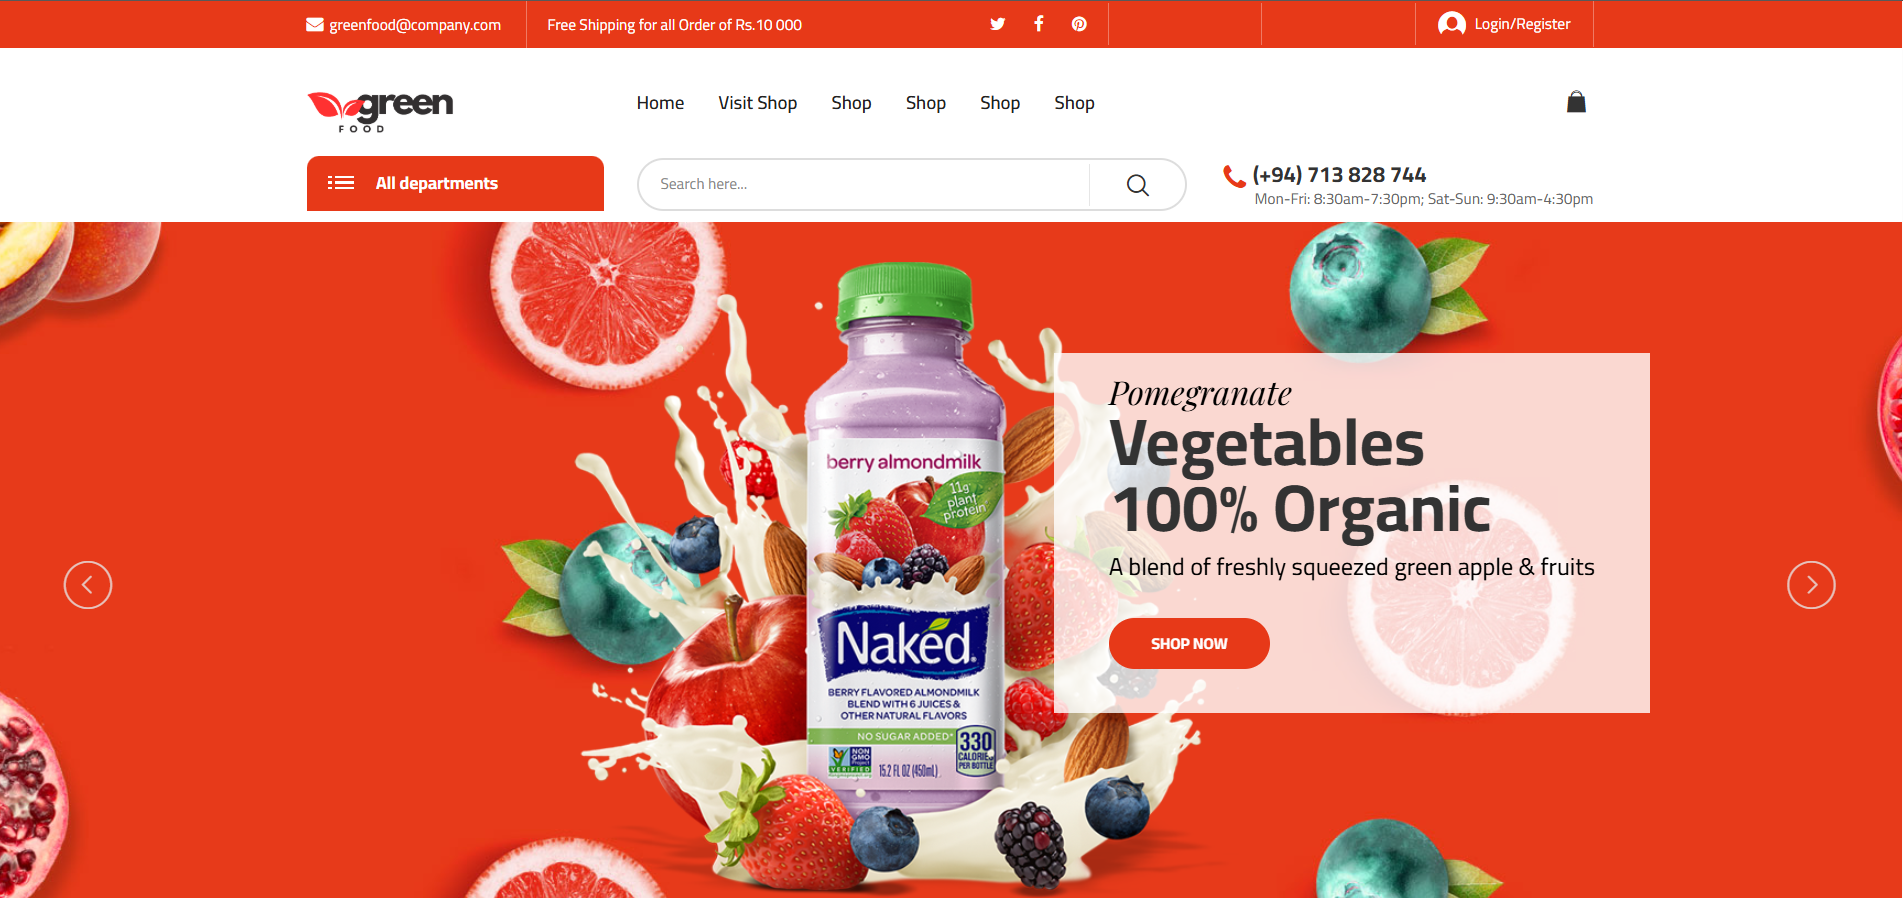 greenfood@company.com
Free Shipping for all Order of Rs.10 000
Login/Register
green
FOOD
Home
Visit Shop
Shop
Shop
Shop
Shop
All departments
Search here...
(+94) 713 828 744
Mon-Fri: 8:30am-7:30pm; Sat-Sun: 9:30am-4:30pm
berry almondmilk
11g
plant
protein
Naked
BERRY FLAVORED ALMONDMILK
BLEND WITH 6 JUICES &
OTHER NATURAL FLAVORS
NO SUGAR ADDED*
NON
GMO
Project
VERIFIED
15.2 FL OZ (450mL)
330
CALORIES
PER BOTTLE
Pomegranate
Vegetables
100% Organic
A blend of freshly squeezed green apple & fruits
SHOP NOW